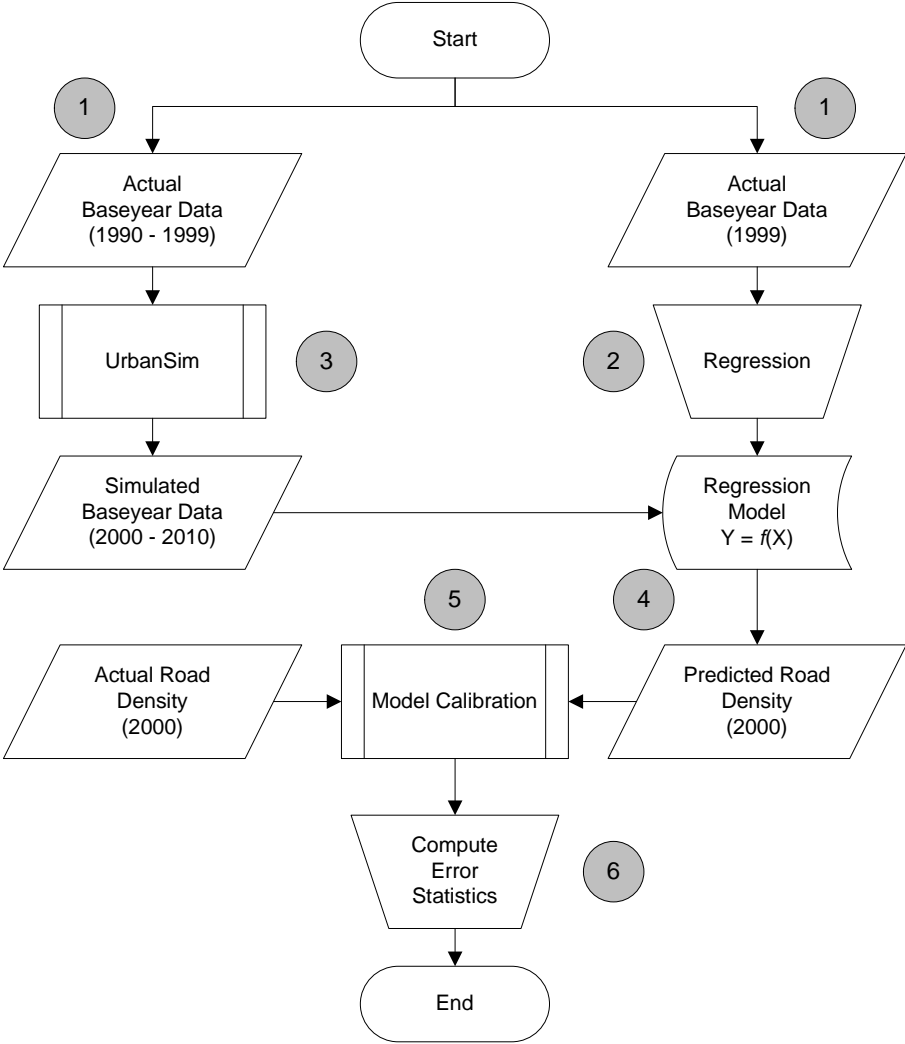 Start
1
1
Actual
Baseyear Data
(1990 - 1999)
Actual
Baseyear Data
(1999)
UrbanSim
3
2
Regression
Simulated
Baseyear Data
(2000 - 2010)
Regression
Model
Y = f(X)
5
4
Actual Road
Density
(2000)
Model Calibration
Predicted Road
Density
(2000)
Compute
Error
Statistics
6
End